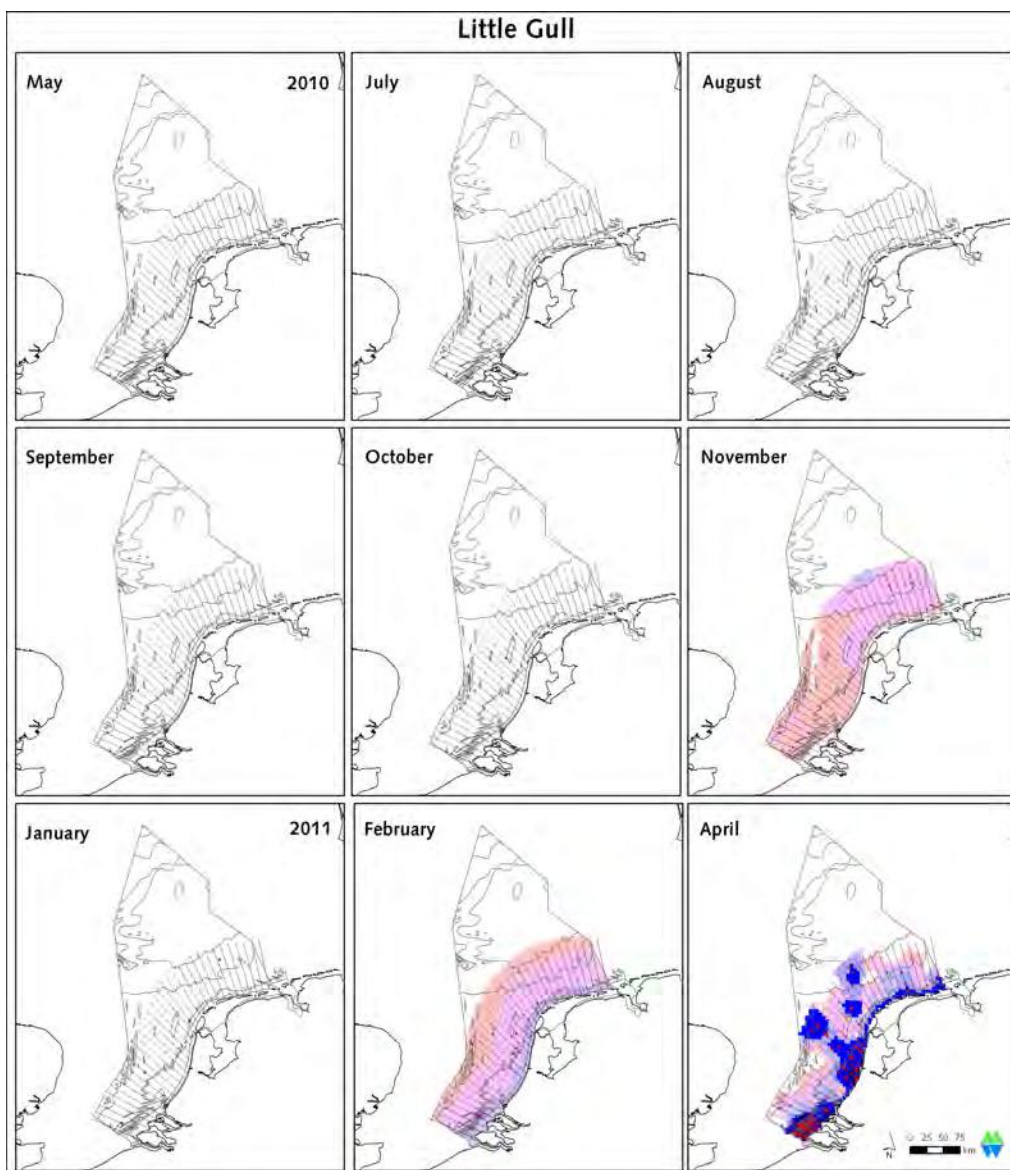 Little Gull
May 2010
July
August
September
October
November
January 2011
February
April
0 25 50 75
km
N